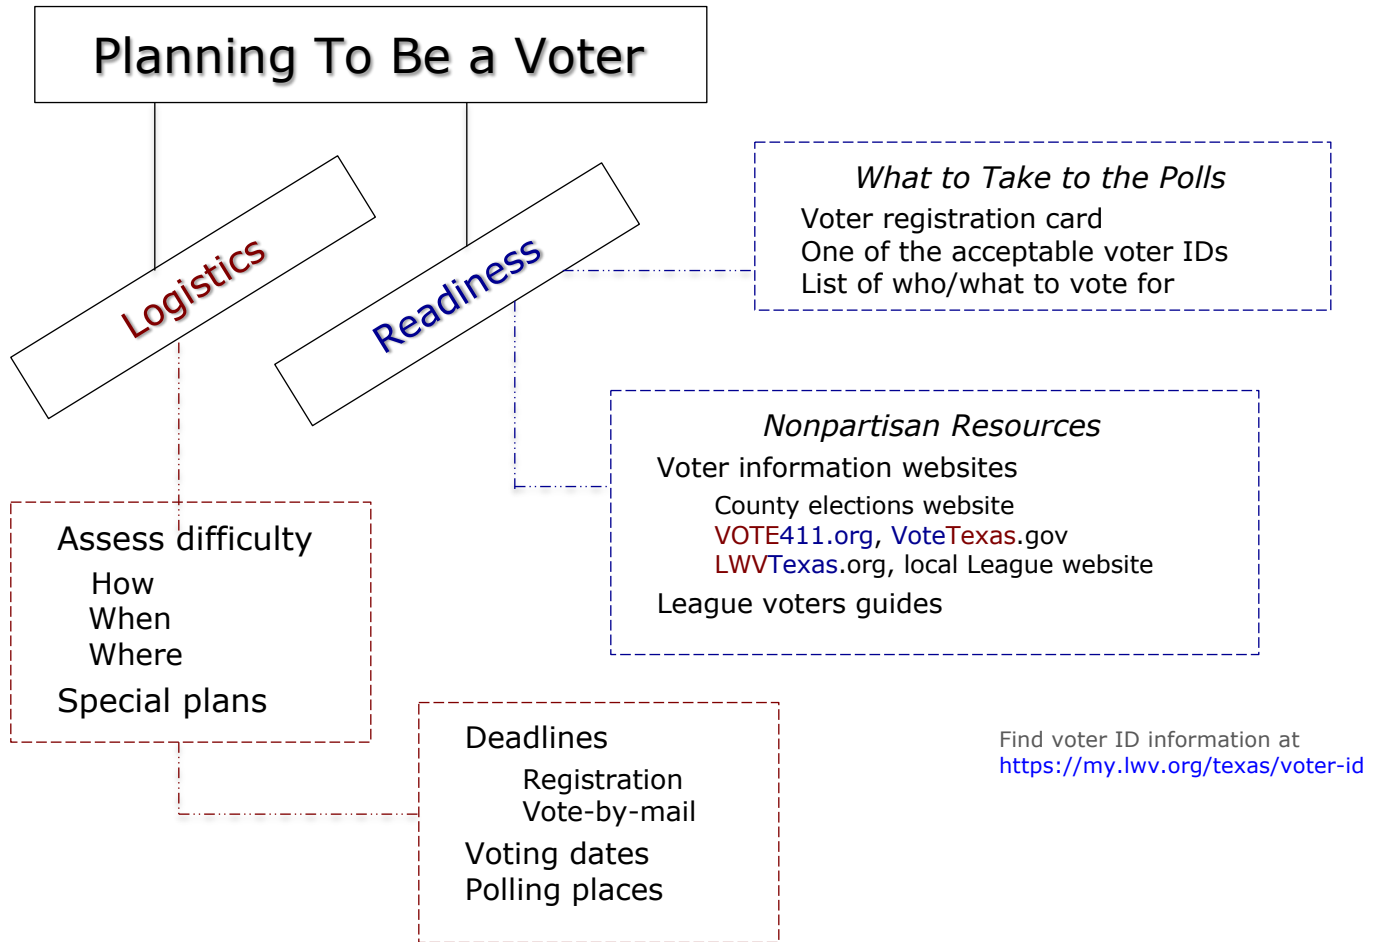 Planning To Be a Voter
Logistics
Readiness
What to Take to the Polls
Voter registration card
One of the acceptable voter IDs
List of who/what to vote for
Nonpartisan Resources
Voter information websites
County elections website
VOTE411.org, VoteTexas.gov
LWVTexas.org, local League website
League voters guides
Assess difficulty
How
When
Where
Special plans
Deadlines
Registration
Vote-by-mail
Voting dates
Polling places
Find voter ID information at
https://my.lwv.org/texas/voter-id